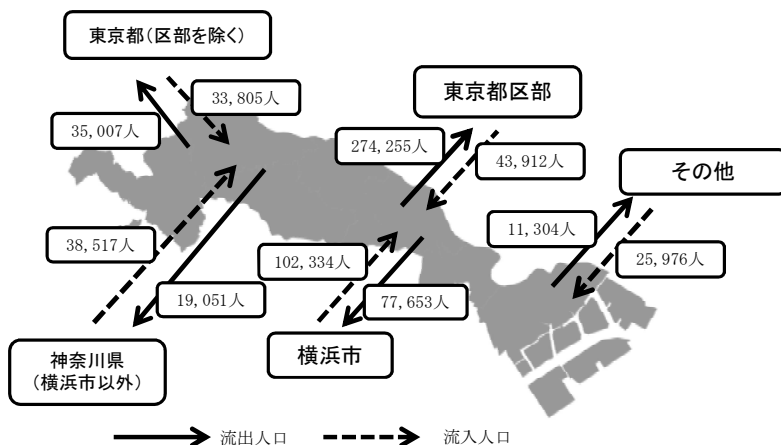 東京都（区部を除く）
33,805人
35,007人
東京都区部
274,255人
43,912人
その他
11,304人
25,976人
38,517人
19,051人
102,334人
77,653人
神奈川県
（横浜市以外）
横浜市
流出人口
流入人口